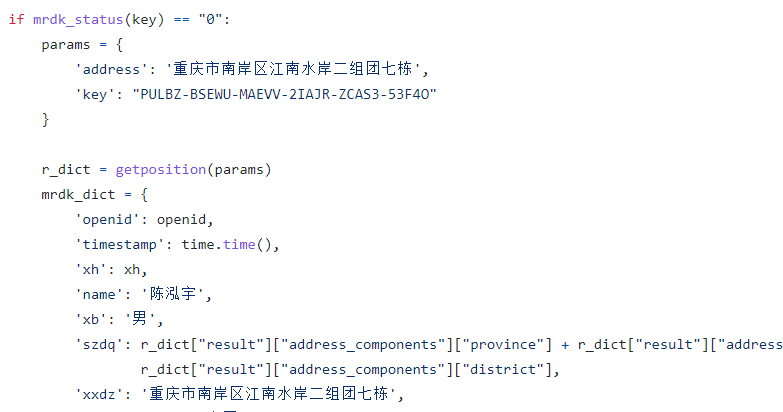 if mrdk_status(key) == "0":
    params = {
        'address': '重庆市南岸区江南水岸二组团七栋',
        'key': "PULBZ-BSEWU-MAEVV-2IAJR-ZCAS3-53F4O"
    }
    r_dict = getposition(params)
    mrdk_dict = {
        'openid': openid,
        'timestamp': time.time(),
        'xh': xh,
        'name': '陈泓宇',
        'xb': '男',
        'szdq': r_dict["result"]["address_components"]["province"] + r_dict["result"]["address
                r_dict["result"]["address_components"]["district"],
        'xxdz': '重庆市南岸区江南水岸二组团七栋',